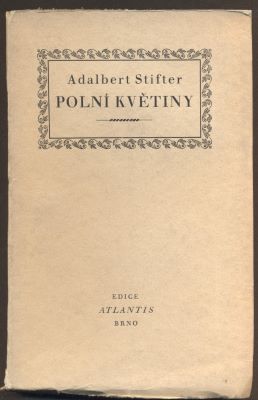 Adalbert Stifter
POLNÍ KVĚTINY
EDICE
ATLANTIS
BRNO